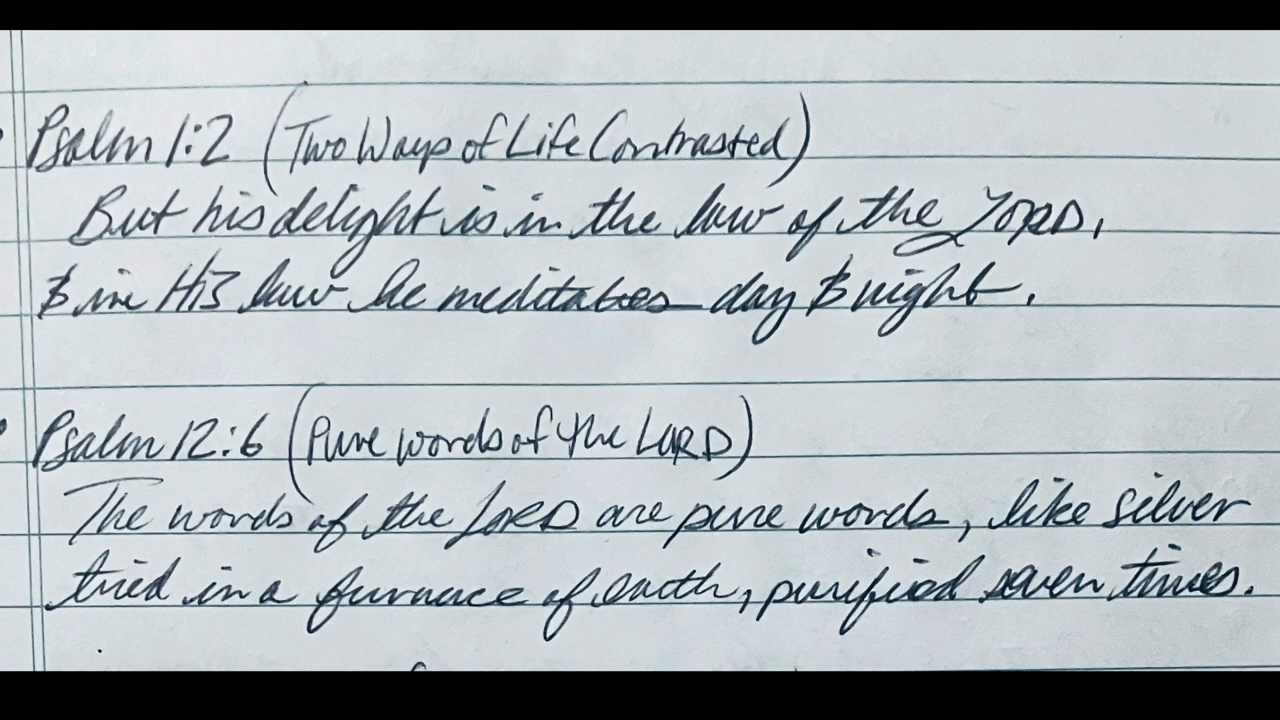 Psalm 1:2 (Two Ways of Life Contrasted)
But his delight is in the law of the LORD,
& in His law he meditates day & night.
Psalm 12:6 (Pure words of the LORD)
The words of the LORD are pure words, like silver
tried in a furnace of earth, purified seven times.